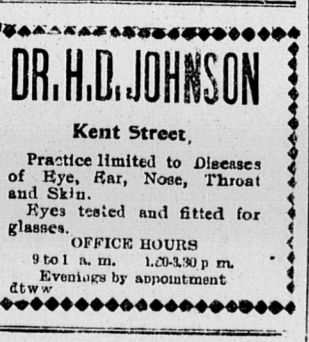 DR. H. D. JOHNSON
Kent Street,
Practice limited to Diseases
of Eye, Ear, Nose, Throat
and Skin.
Eyes tested and fitted for
glasses.
OFFICE HOURS
9 to 1 a. m. 1.20-3.30 p m.
Evenings by appointment
dtww